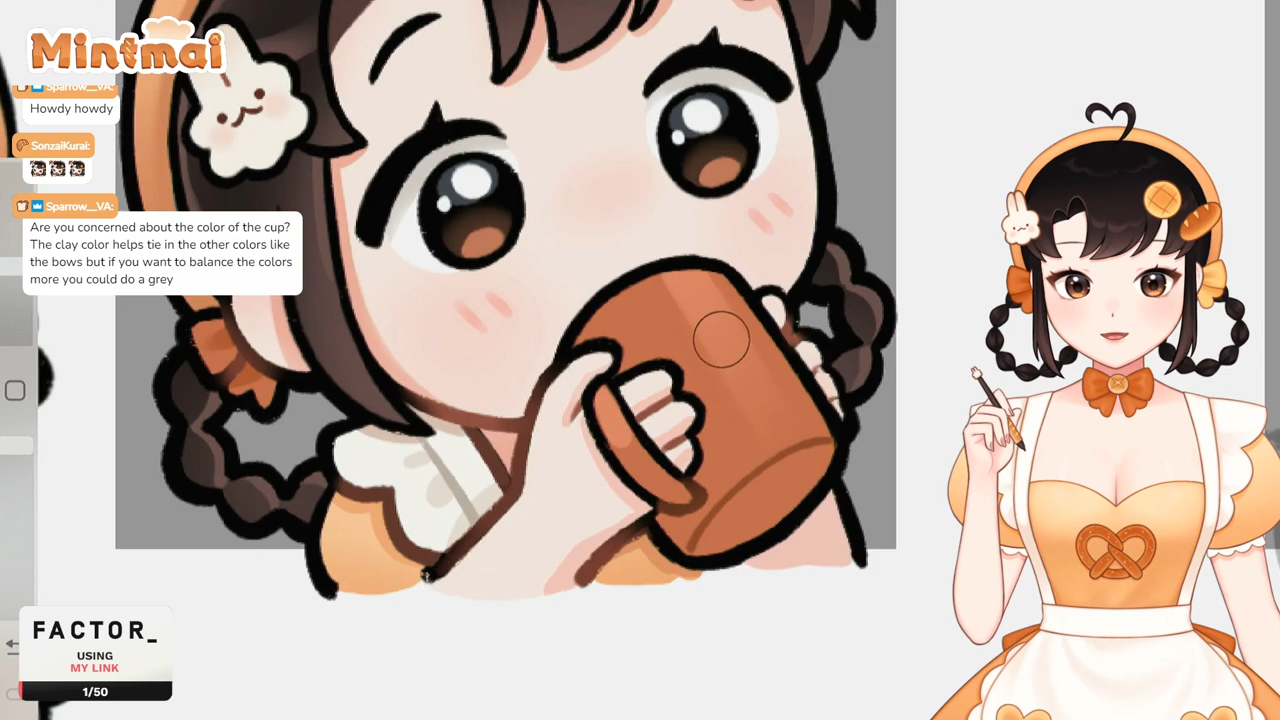 Mintmai
Sparrow__VA:
Howdy howdy
SonzaiKurai:
Sparrow__VA:
Are you concerned about the color of the cup?
The clay color helps tie in the other colors like
the bows but if you want to balance the colors
more you could do a grey
FACTOR_
USING
MY LINK
1/50